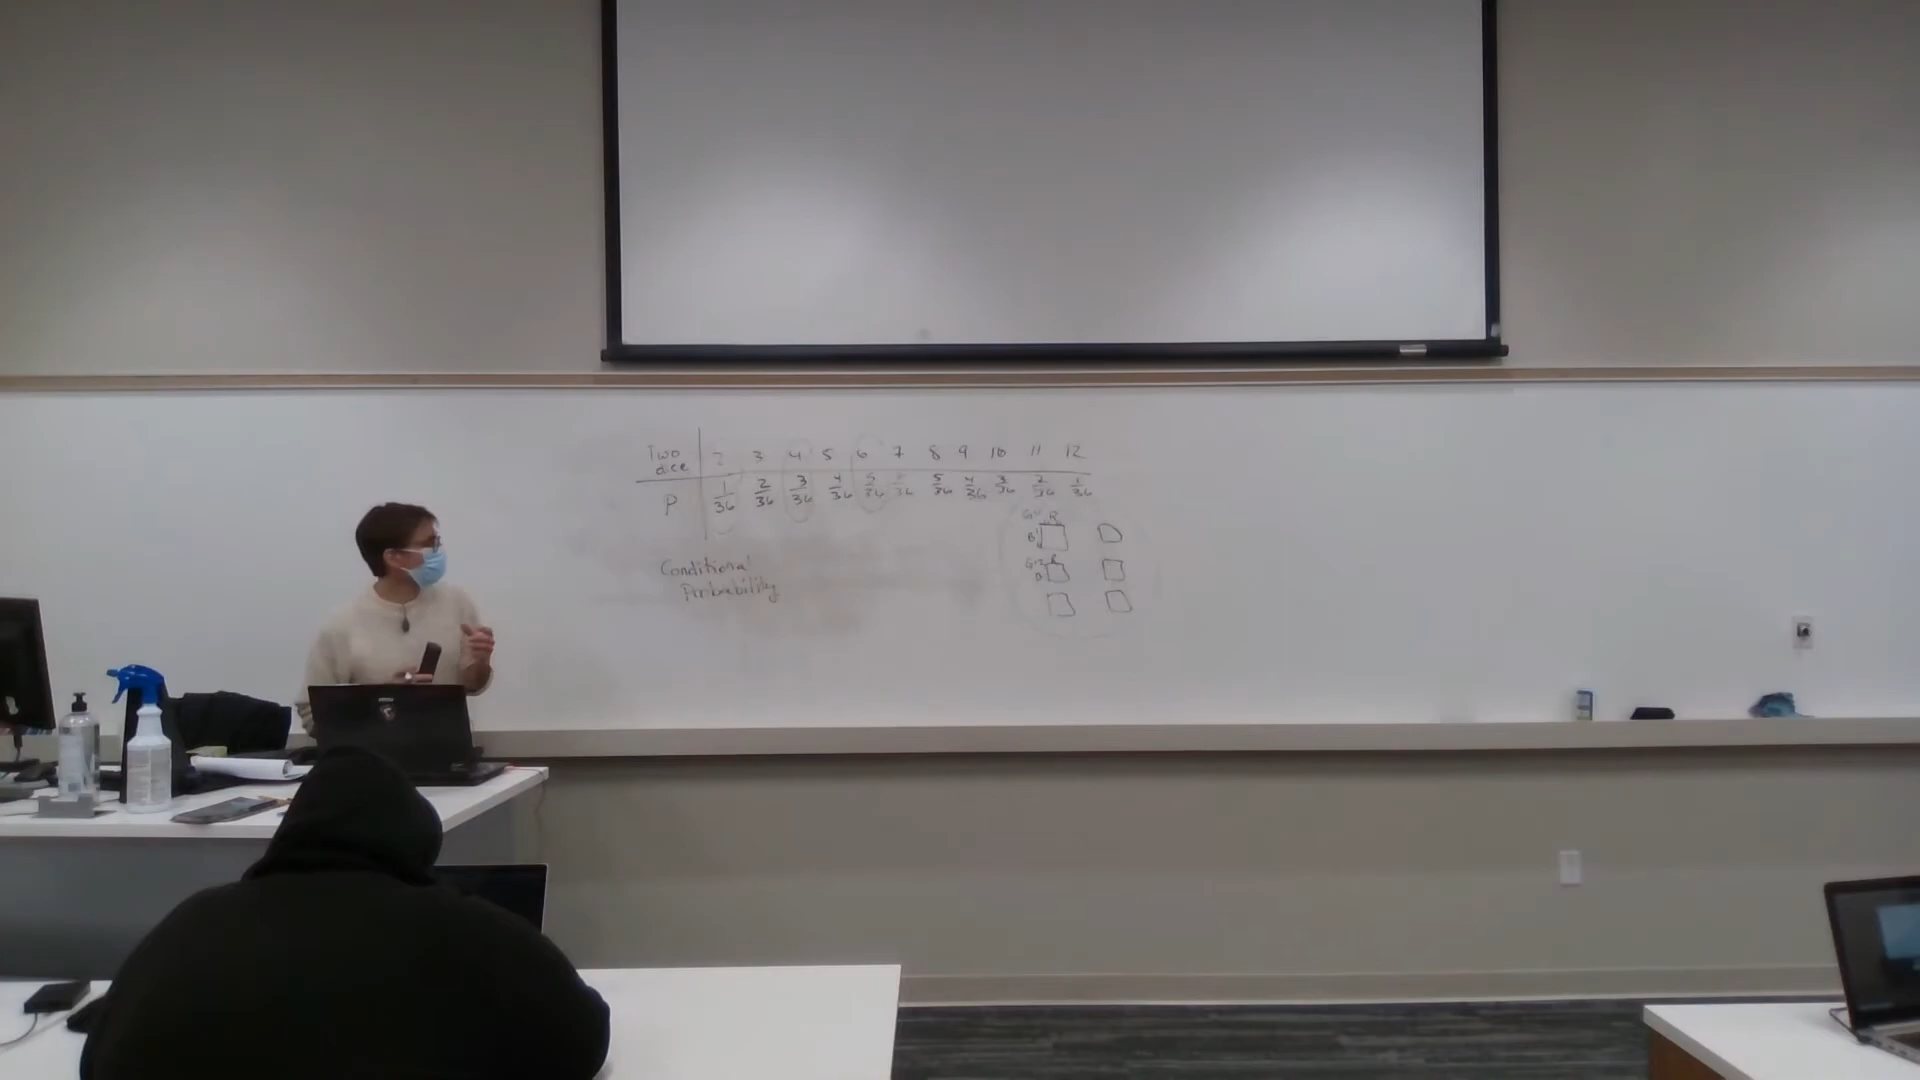 Two dice 2 3 4 5 6 7 8 9 10 11 12
P 1/36 2/36 3/36 4/36 5/36 /36 5/36 4/36 3/36 2/36 1/36
Conditional
Probability
R
B
R
B